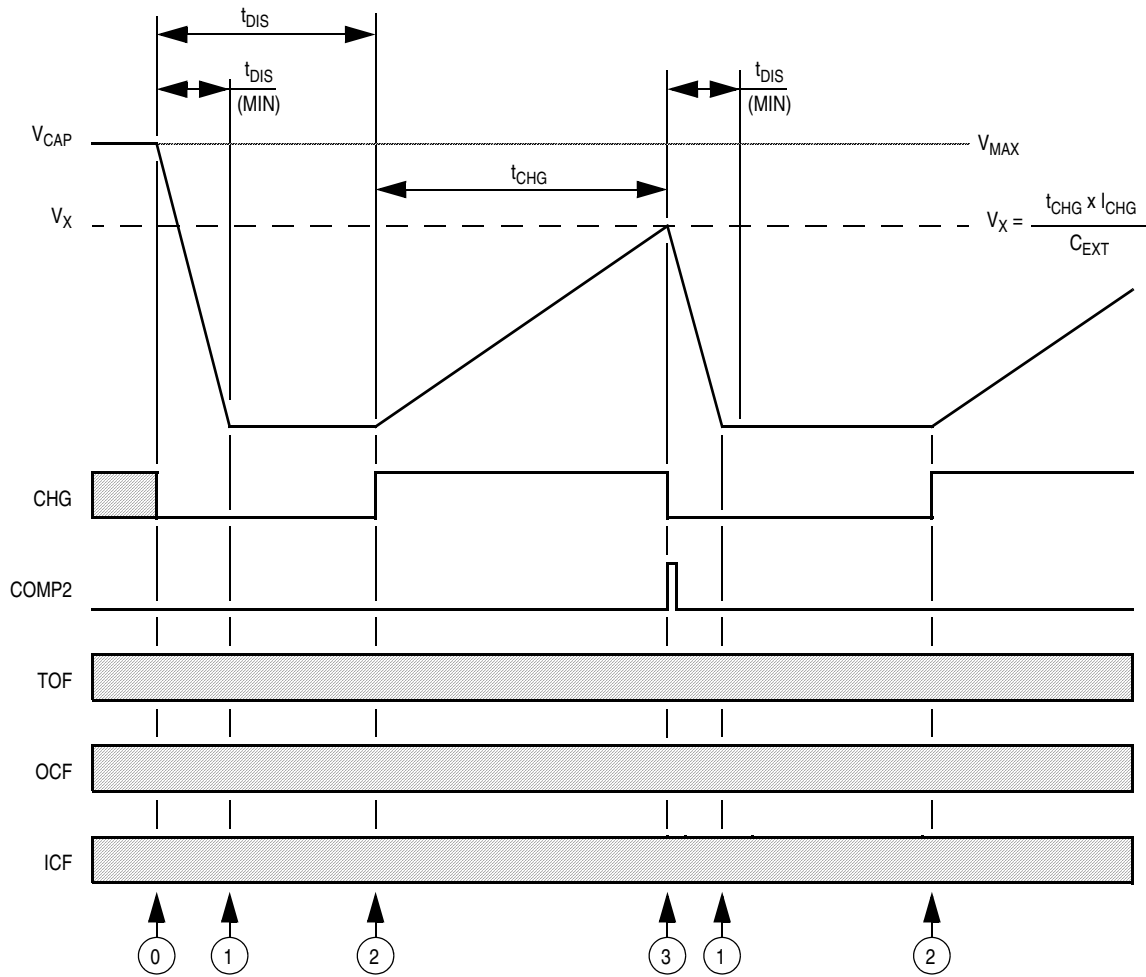 tDIS
tDIS
(MIN)
tDIS
(MIN)
VCAP
VMAX
tCHG
VX
VX = tCHG x ICHG
CEXT
CHG
COMP2
TOF
OCF
ICF
0 1 2 3 1 2